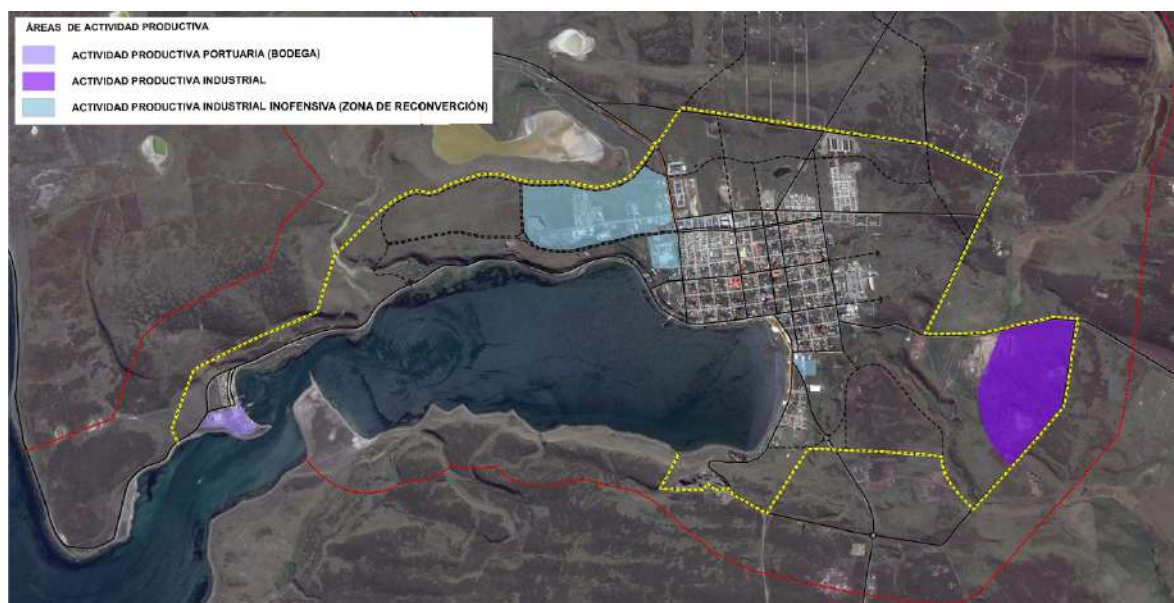 ÁREAS DE ACTIVIDAD PRODUCTIVA
ACTIVIDAD PRODUCTIVA PORTUARIA (BODEGA)
ACTIVIDAD PRODUCTIVA INDUSTRIAL
ACTIVIDAD PRODUCTIVA INDUSTRIAL INOFENSIVA (ZONA DE RECONVERCIÓN)